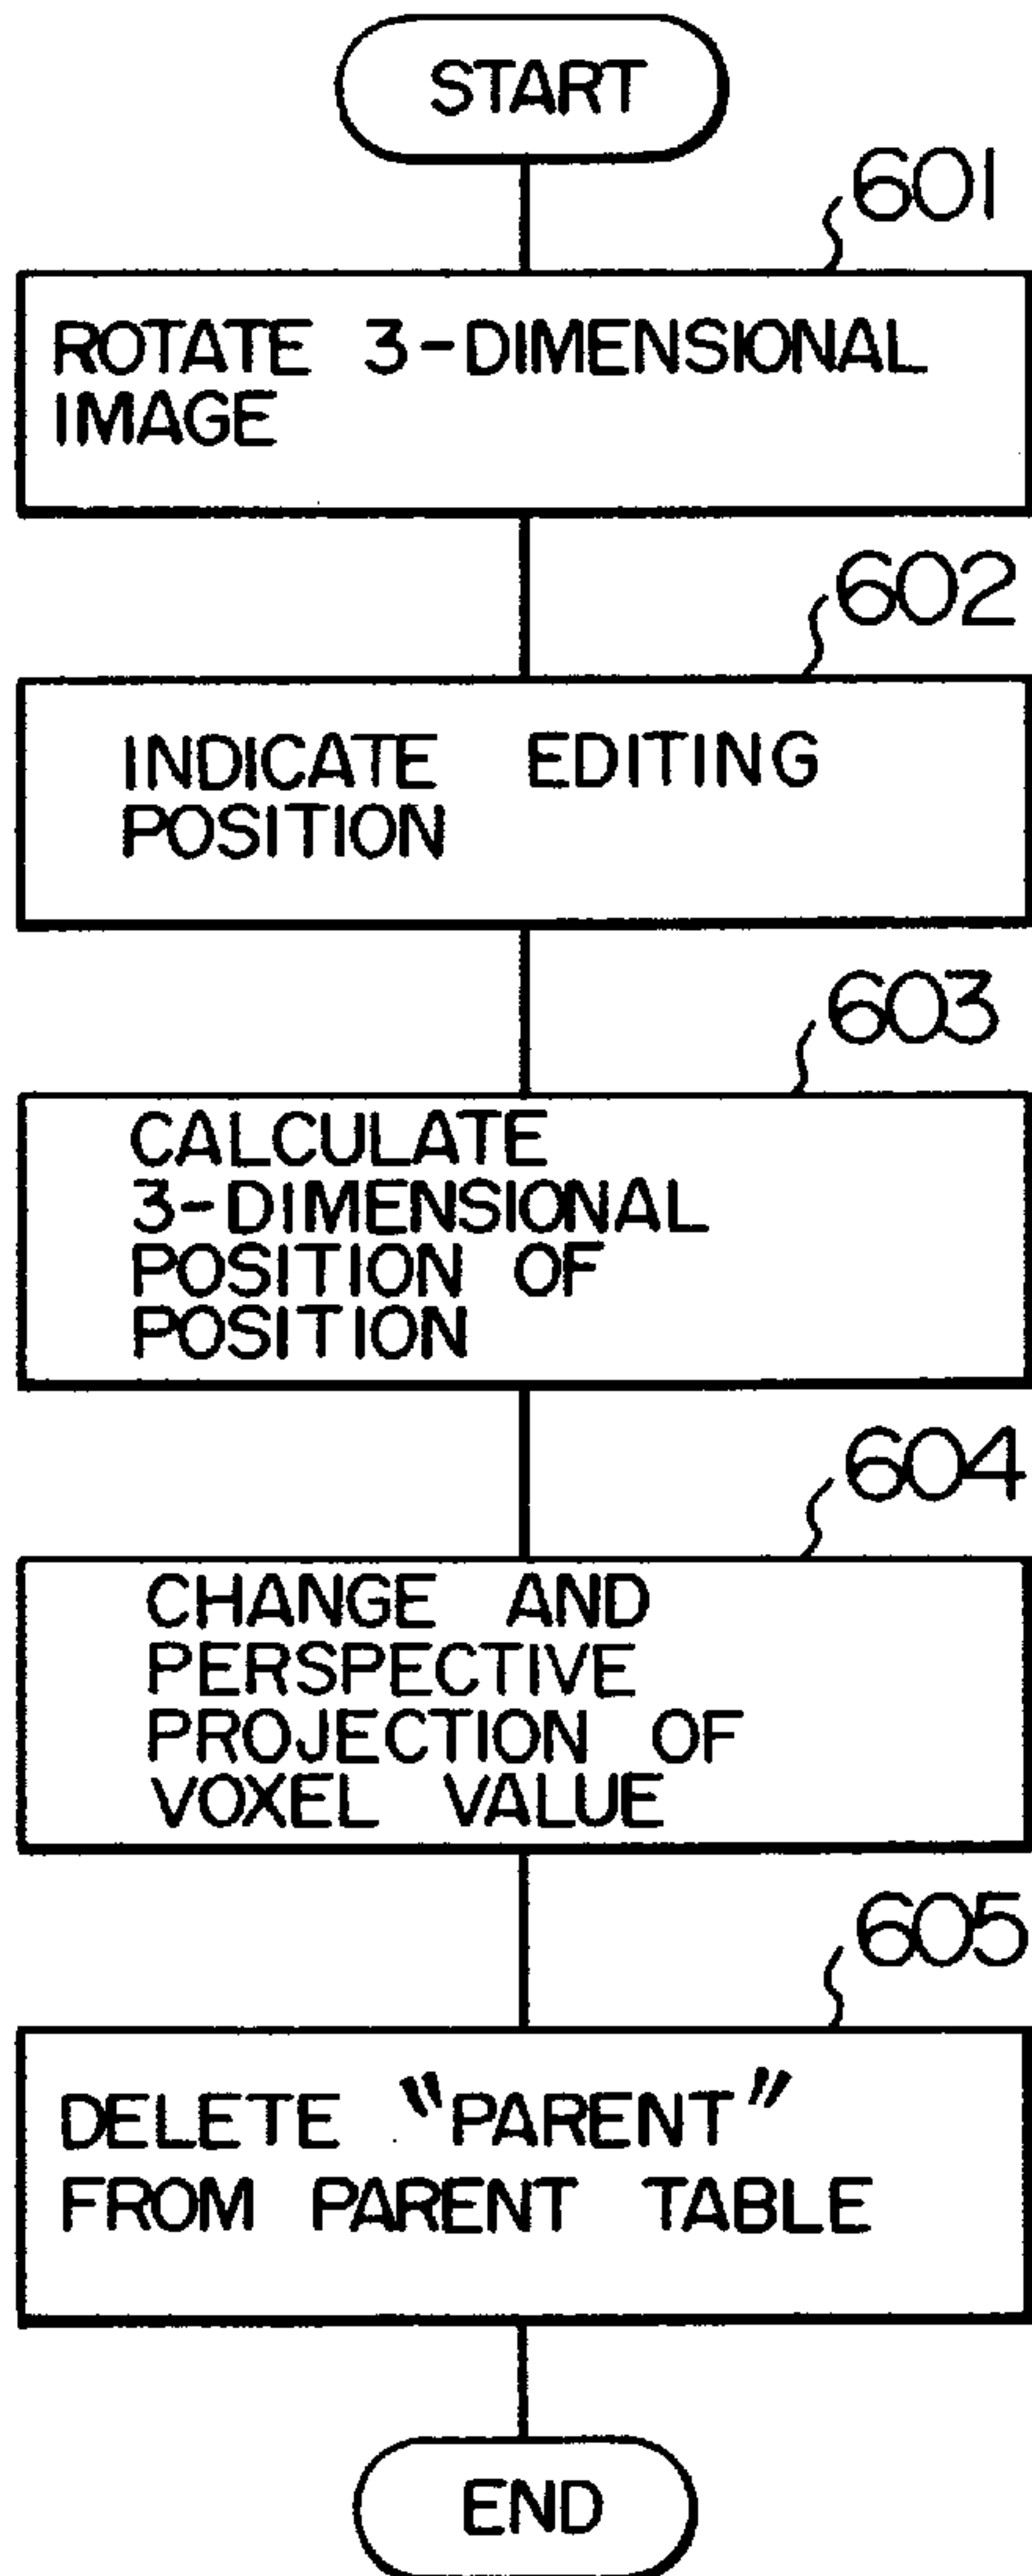 START
601
ROTATE 3-DIMENSIONAL
IMAGE
602
INDICATE EDITING
POSITION
603
CALCULATE
3-DIMENSIONAL
POSITION OF
POSITION
604
CHANGE AND
PERSPECTIVE
PROJECTION OF
VOXEL VALUE
605
DELETE "PARENT"
FROM PARENT TABLE
END